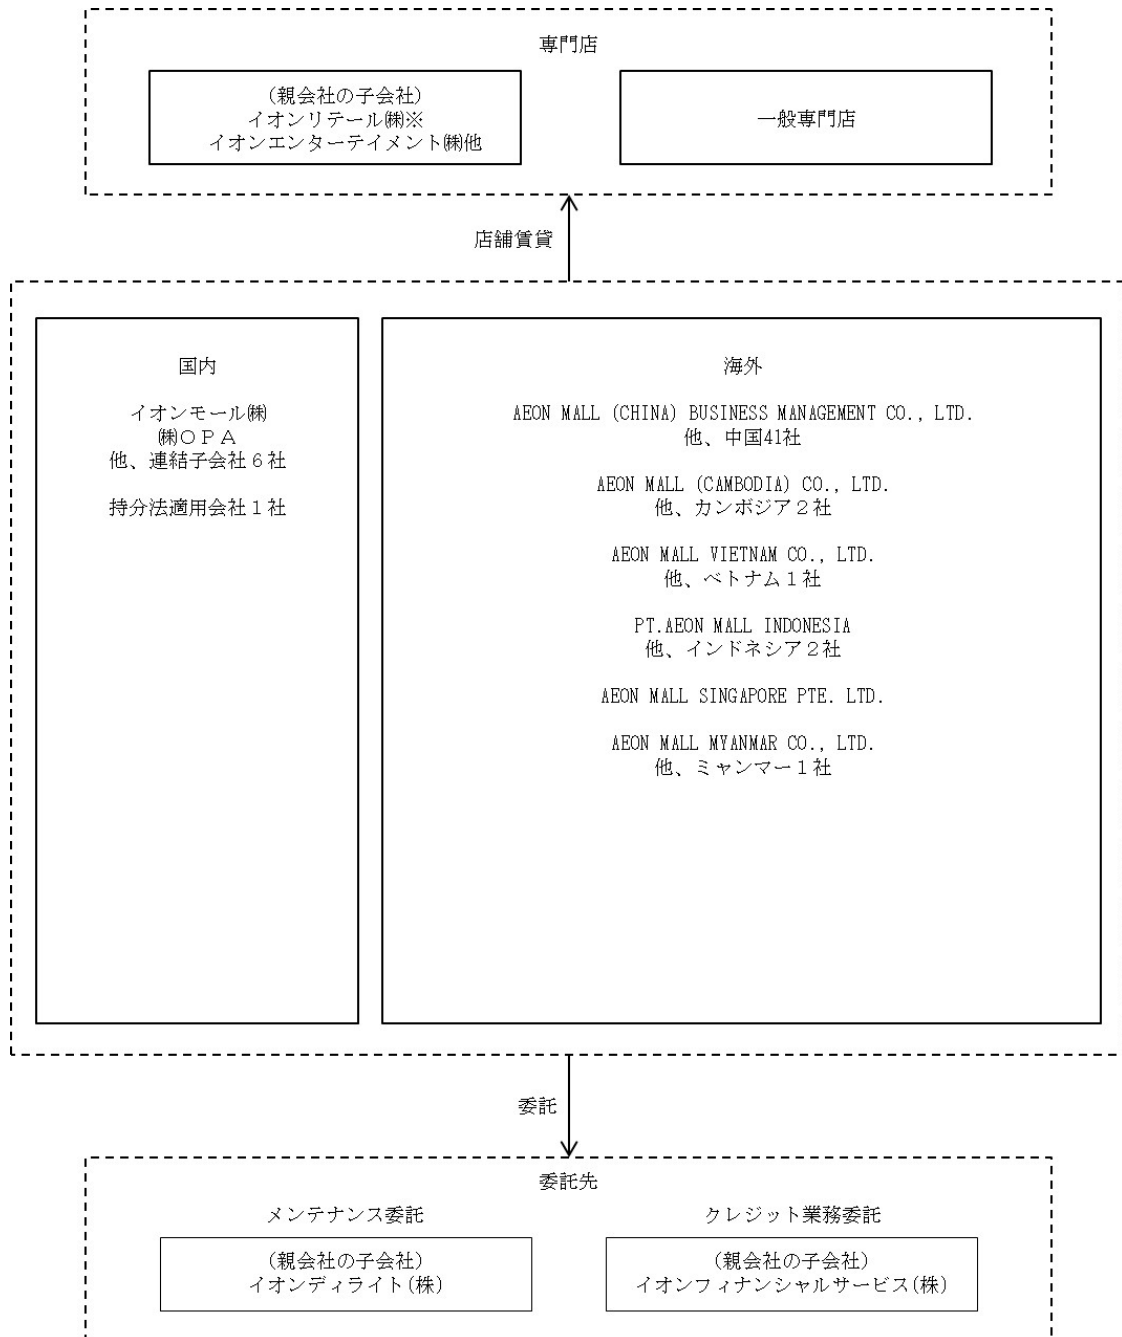 専門店
（親会社の子会社）
イオンリテール㈱※
イオンエンターテイメント㈱他
一般専門店
店舗賃貸
国内
イオンモール㈱
㈱ＯＰＡ
他、連結子会社６社
持分法適用会社１社
海外
AEON MALL (CHINA) BUSINESS MANAGEMENT CO., LTD.
他、中国41社
AEON MALL (CAMBODIA) CO., LTD.
他、カンボジア２社
AEON MALL VIETNAM CO., LTD.
他、ベトナム１社
PT.AEON MALL INDONESIA
他、インドネシア２社
AEON MALL SINGAPORE PTE. LTD.
AEON MALL MYANMAR CO., LTD.
他、ミャンマー１社
委託
委託先
メンテナンス委託
（親会社の子会社）
イオンディライト(株)
クレジット業務委託
（親会社の子会社）
イオンフィナンシャルサービス(株)